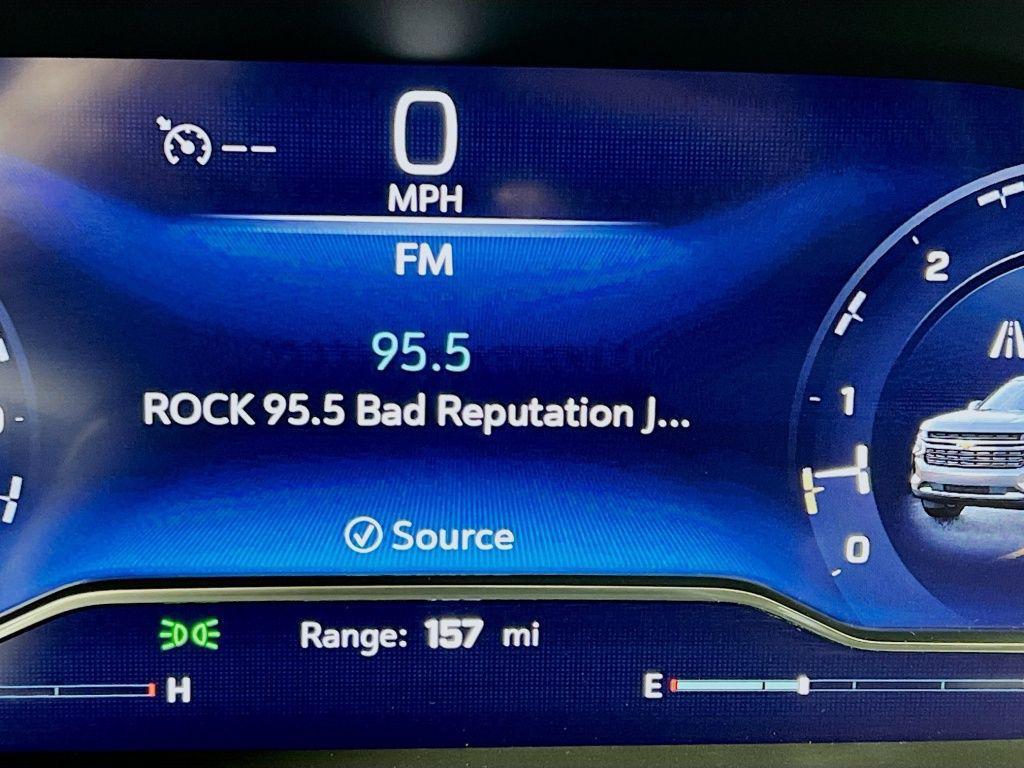 0
MPH
FM
95.5
ROCK 95.5 Bad Reputation J...
Source
2
1
0
Range: 157 mi
H
E